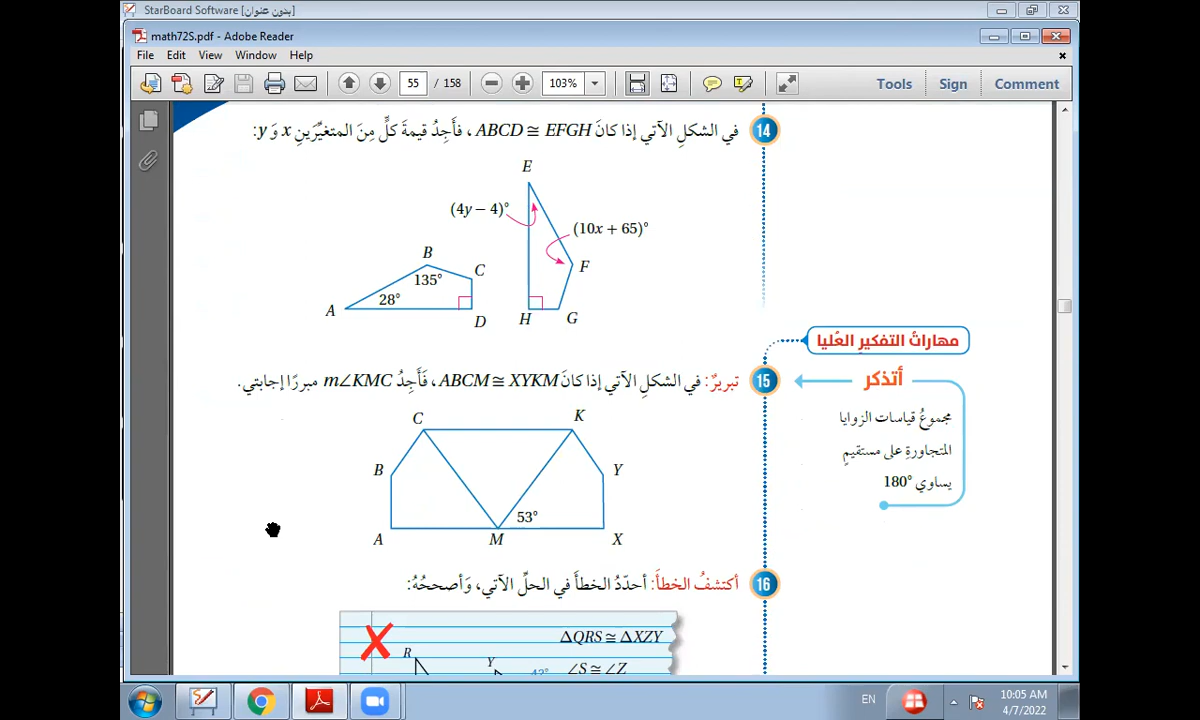 StarBoard Software [بدون عنوان]
math72S.pdf - Adobe Reader
File Edit View Window Help
55 / 158 103% Tools Sign Comment
14 في الشكلِ الآتي إذا كانَ ABCD ≅ EFGH ، فأَجِدُ قيمةَ كلٍّ مِنَ المتغيِّرَينِ x وَ y:
E
(4y − 4)°
(10x + 65)°
B
C
F
135°
28°
A
D
H
G
مهاراتُ التفكيرِ العُليا
أتذكر
15 تبريرٌ: في الشكلِ الآتي إذا كانَ ABCM ≅ XYKM ، فَأَجِدُ m∠KMC مبررًا إجابتي.
مجموعُ قياسات الزوايا
المتجاورةِ على مستقيمٍ
يساوي 180°
C
K
B
Y
53°
A
M
X
16 أكتشفُ الخطأَ: أحدّدُ الخطأَ في الحلِّ الآتي، وَأصححُهُ:
ΔQRS ≅ ΔXZY
R
Y
∠S ≅ ∠Z
EN
10:05 AM
4/7/2022